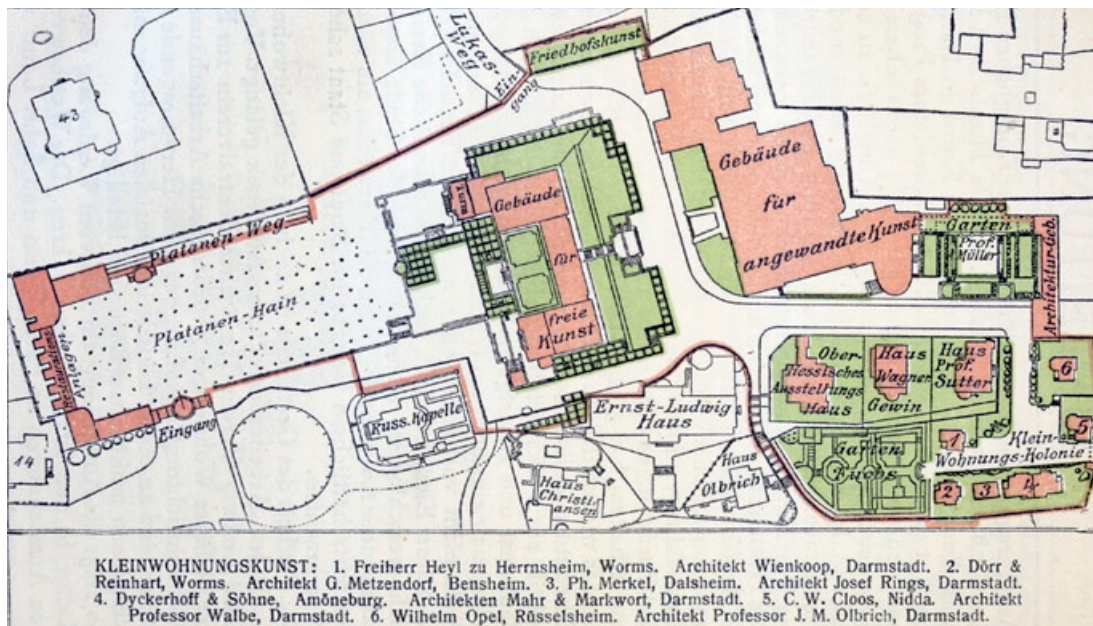 43
Lukas-
Weg
Ein-
gang
Friedhofskunst
Gebäude
für
angewandte Kunst
Garten
Prof.
Müller
Architektur-Geb.
Platanen-Weg
Platanen-Hain
Restaurations
Anlagen
Eingang
14
Turm
Gebäude
für
freie
Kunst
Russ. Kapelle
Ernst-Ludwig
Haus
Haus
Christi-
ansen
Haus
Olbrich
Ober-
Hessisches
Ausstellungs
Haus
Haus
Wagner
Gewin
Haus
Prof.
Sutter
Garten
Fuchs
Klein-
Wohnungs-Kolonie
1
2
3
4
5
6
KLEINWOHNUNGSKUNST: 1. Freiherr Heyl zu Herrnsheim, Worms. Architekt Wienkoop, Darmstadt. 2. Dörr &
Reinhart, Worms. Architekt G. Metzendorf, Bensheim. 3. Ph. Merkel, Dalsheim. Architekt Josef Rings, Darmstadt.
4. Dyckerhoff & Söhne, Amöneburg. Architekten Mahr & Markwort, Darmstadt. 5. C. W. Cloos, Nidda. Architekt
Professor Walbe, Darmstadt. 6. Wilhelm Opel, Rüsselsheim. Architekt Professor J. M. Olbrich, Darmstadt.